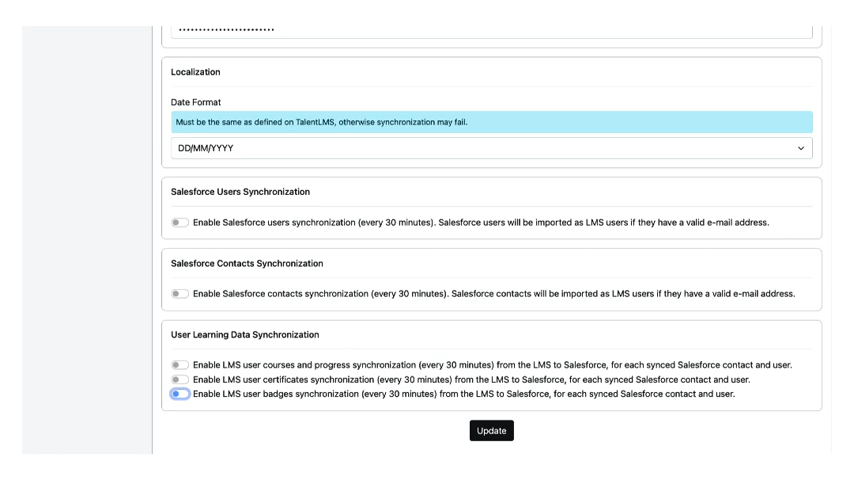 Localization
Date Format
Must be the same as defined on TalentLMS, otherwise synchronization may fail.
DD/MM/YYYY
Salesforce Users Synchronization
Enable Salesforce users synchronization (every 30 minutes). Salesforce users will be imported as LMS users if they have a valid e-mail address.
Salesforce Contacts Synchronization
Enable Salesforce contacts synchronization (every 30 minutes). Salesforce contacts will be imported as LMS users if they have a valid e-mail address.
User Learning Data Synchronization
Enable LMS user courses and progress synchronization (every 30 minutes) from the LMS to Salesforce, for each synced Salesforce contact and user.
Enable LMS user certificates synchronization (every 30 minutes) from the LMS to Salesforce, for each synced Salesforce contact and user.
Enable LMS user badges synchronization (every 30 minutes) from the LMS to Salesforce, for each synced Salesforce contact and user.
Update